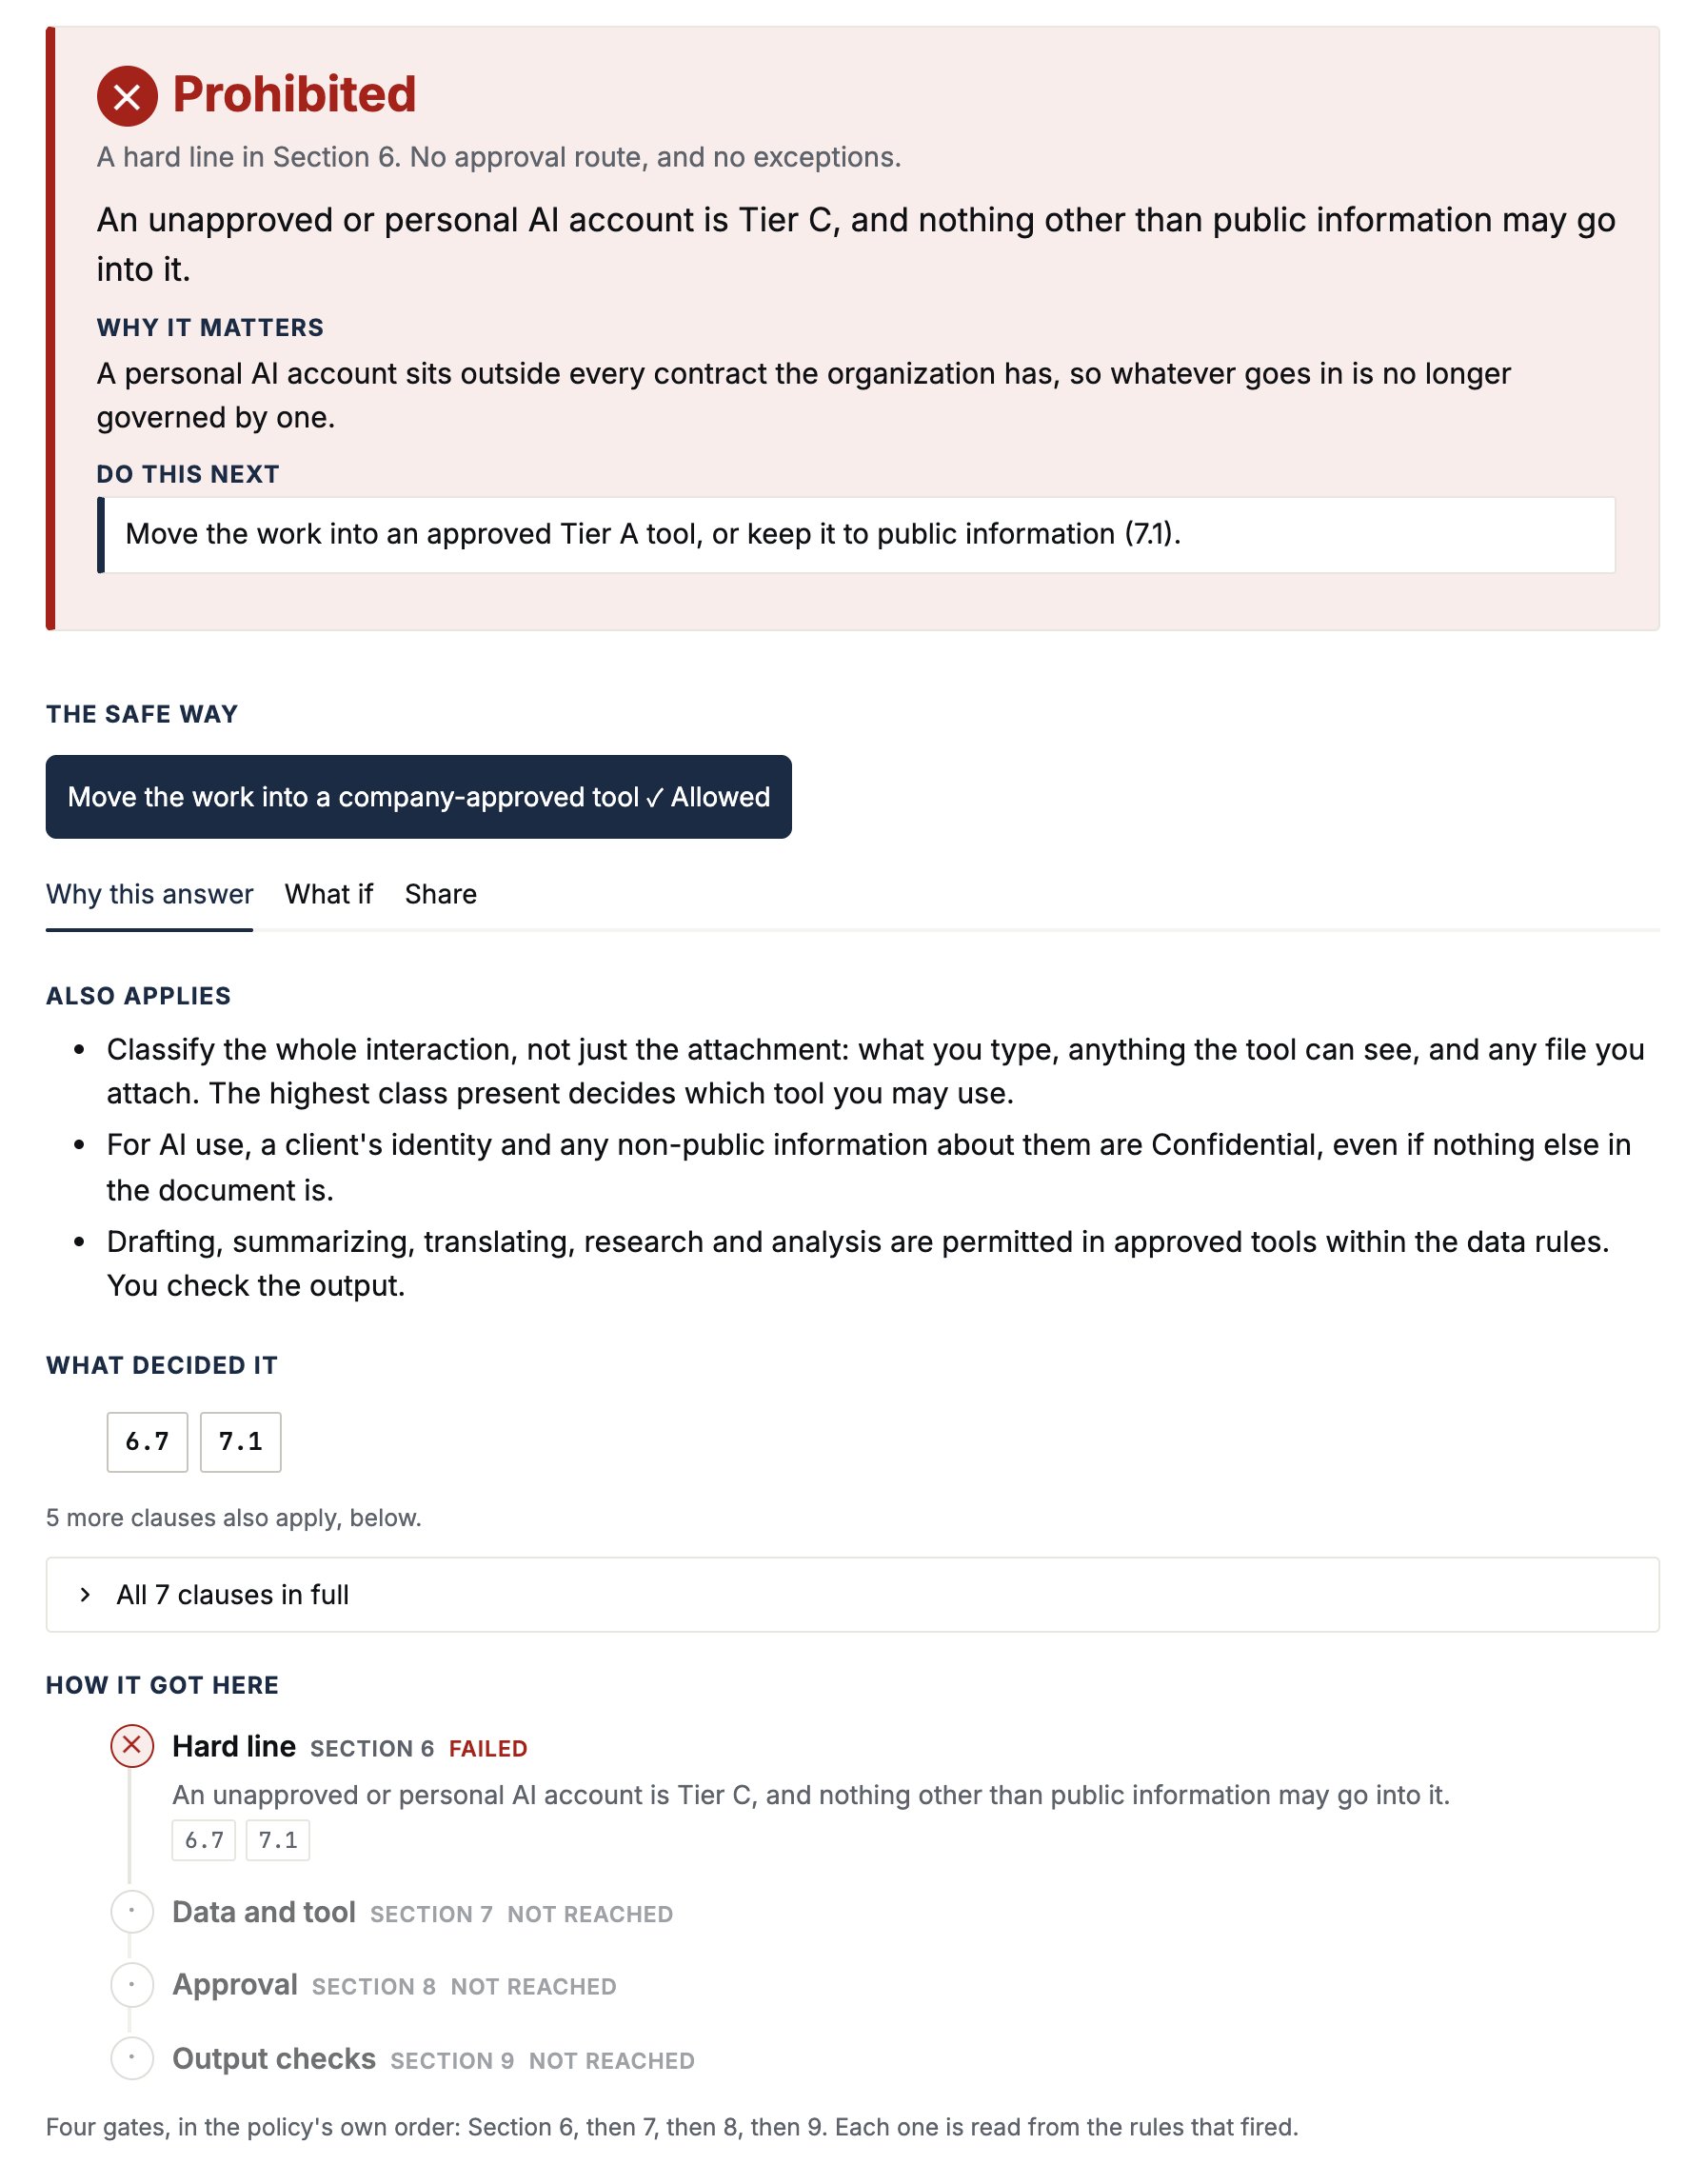 Prohibited
A hard line in Section 6. No approval route, and no exceptions.
An unapproved or personal AI account is Tier C, and nothing other than public information may go
into it.
WHY IT MATTERS
A personal AI account sits outside every contract the organization has, so whatever goes in is no longer
governed by one.
DO THIS NEXT
Move the work into an approved Tier A tool, or keep it to public information (7.1).
THE SAFE WAY
Move the work into a company-approved tool ✓ Allowed
Why this answer What if Share
ALSO APPLIES
• Classify the whole interaction, not just the attachment: what you type, anything the tool can see, and any file you
attach. The highest class present decides which tool you may use.
• For AI use, a client's identity and any non-public information about them are Confidential, even if nothing else in
the document is.
• Drafting, summarizing, translating, research and analysis are permitted in approved tools within the data rules.
You check the output.
WHAT DECIDED IT
6.7 7.1
5 more clauses also apply, below.
All 7 clauses in full
HOW IT GOT HERE
Hard line SECTION 6 FAILED
An unapproved or personal AI account is Tier C, and nothing other than public information may go into it.
6.7 7.1
Data and tool SECTION 7 NOT REACHED
Approval SECTION 8 NOT REACHED
Output checks SECTION 9 NOT REACHED
Four gates, in the policy's own order: Section 6, then 7, then 8, then 9. Each one is read from the rules that fired.